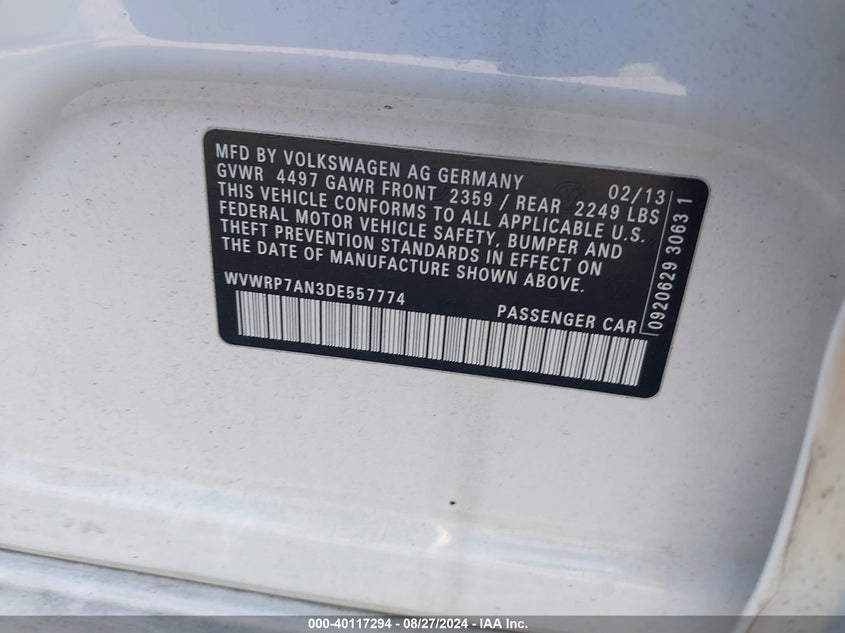 MFD BY VOLKSWAGEN AG GERMANY 02/13
GVWR 4497 GAWR FRONT 2359 / REAR 2249 LBS
THIS VEHICLE CONFORMS TO ALL APPLICABLE U.S.
FEDERAL MOTOR VEHICLE SAFETY, BUMPER AND
THEFT PREVENTION STANDARDS IN EFFECT ON
THE DATE OF MANUFACTURE SHOWN ABOVE.
WVWRP7AN3DE557774
PASSENGER CAR
0920629 3063 1
000-40117294 - 08/27/2024 - IAA Inc.